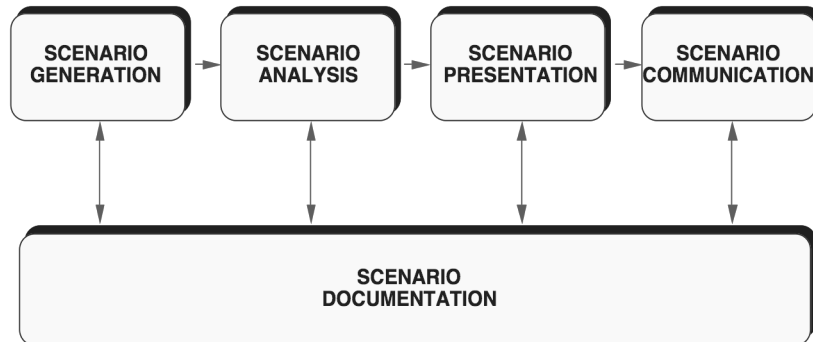 SCENARIO
GENERATION
SCENARIO
ANALYSIS
SCENARIO
PRESENTATION
SCENARIO
COMMUNICATION
SCENARIO
DOCUMENTATION